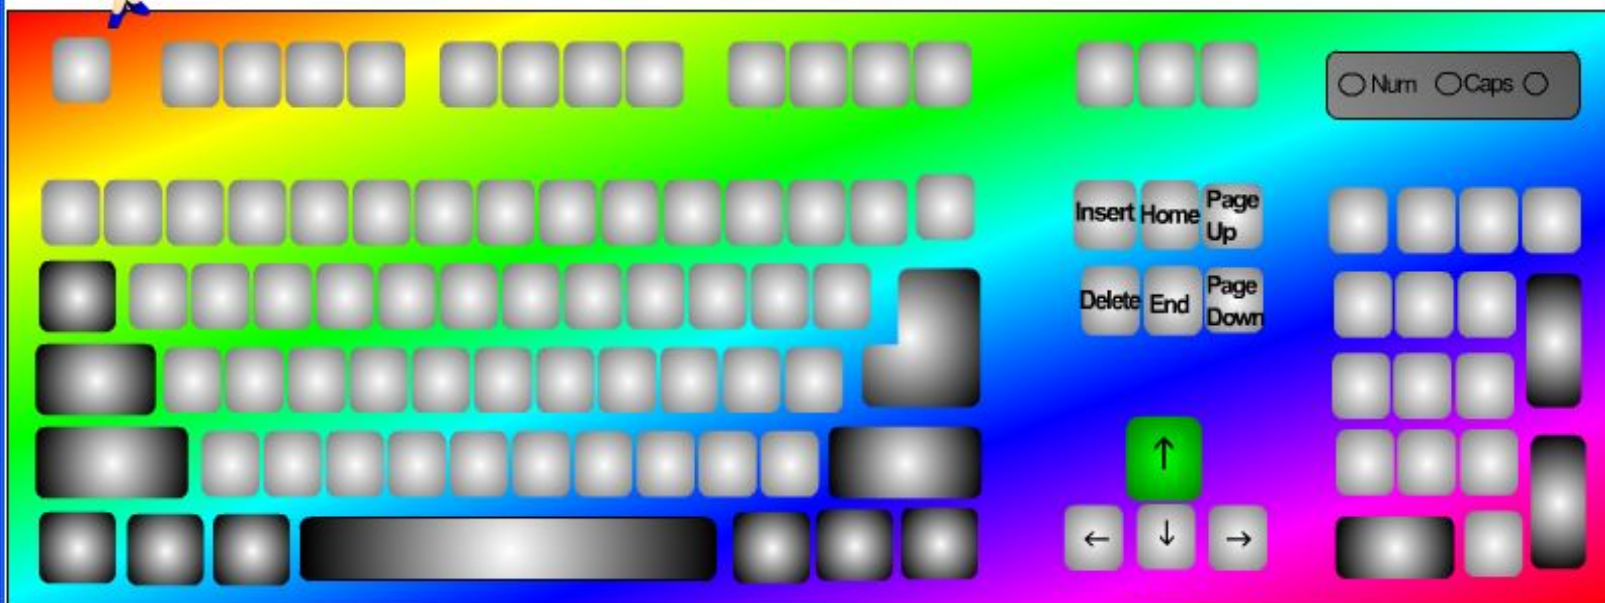 Num Caps
Insert Home Page Up
Delete End Page Down
↑
← ↓ →